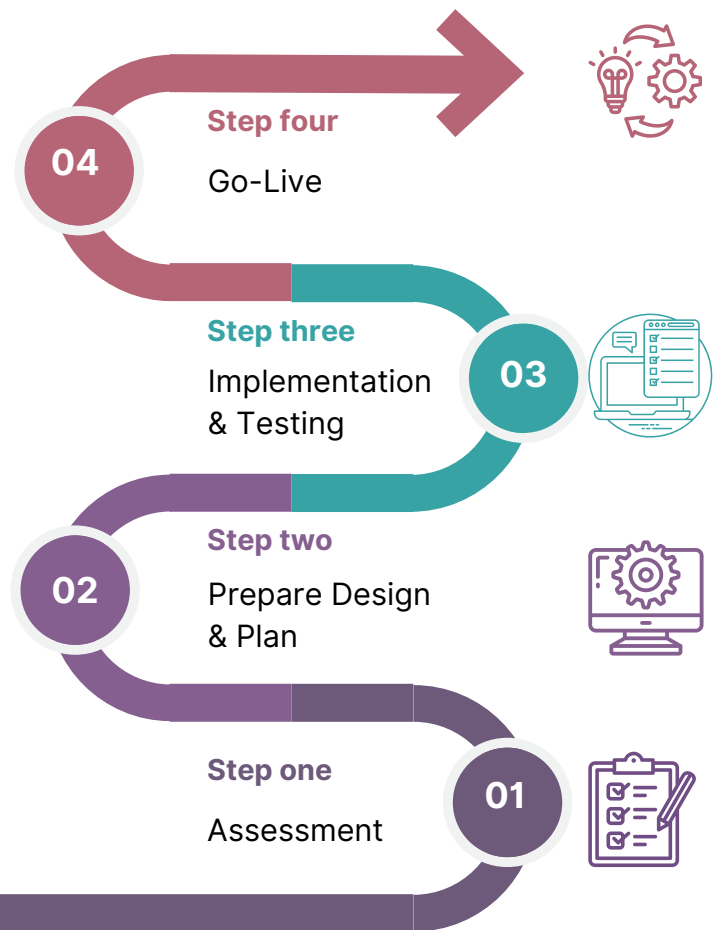 04
Step four
Go-Live
Step three
Implementation
& Testing
03
Step two
02
Prepare Design
& Plan
Step one
01
Assessment